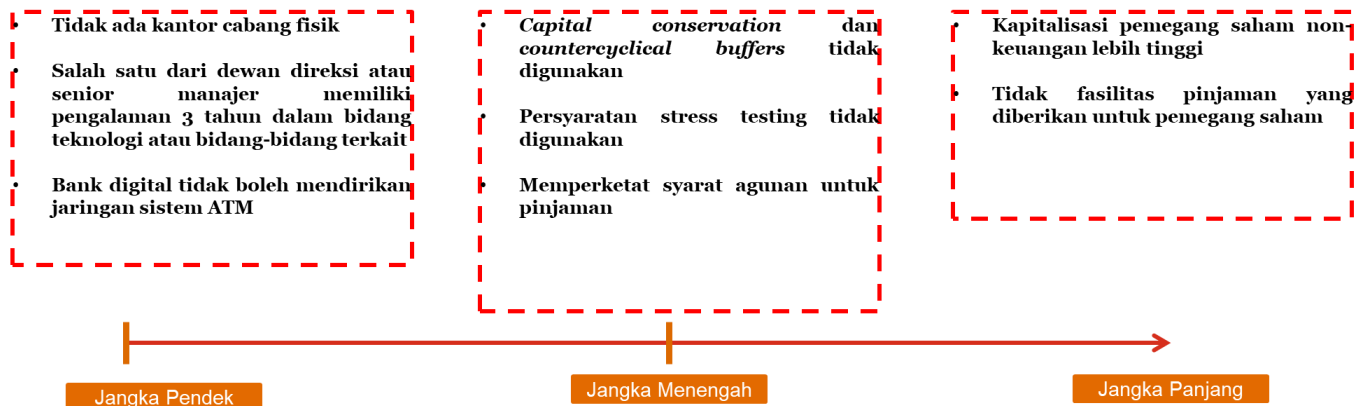 • Tidak ada kantor cabang fisik
• Salah satu dari dewan direksi atau
senior manajer memiliki
pengalaman 3 tahun dalam bidang
teknologi atau bidang-bidang terkait
• Bank digital tidak boleh mendirikan
jaringan sistem ATM
• Capital conservation dan
countercyclical buffers tidak
digunakan
• Persyaratan stress testing tidak
digunakan
• Memperketat syarat agunan untuk
pinjaman
• Kapitalisasi pemegang saham non-
keuangan lebih tinggi
• Tidak fasilitas pinjaman yang
diberikan untuk pemegang saham
Jangka Pendek
Jangka Menengah
Jangka Panjang